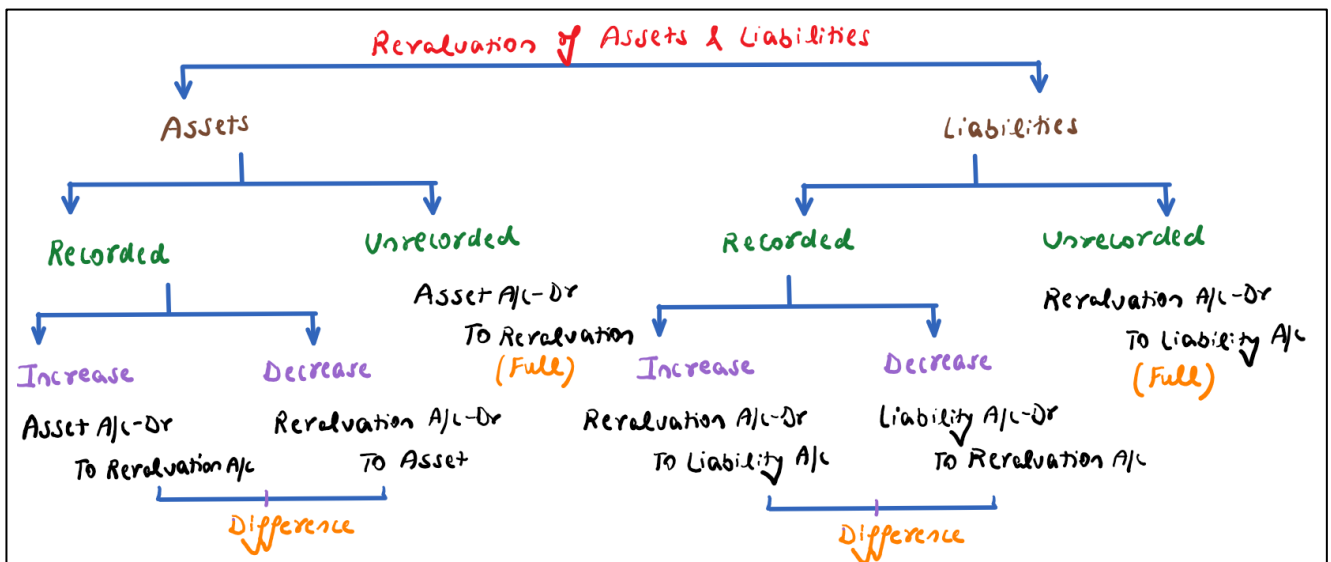 Revaluation of Assets & Liabilities
Assets
Liabilities
Recorded
Unrecorded
Recorded
Unrecorded
Asset A/c-Dr
To Revaluation
(Full)
Revaluation A/c-Dr
To Liability A/c
(Full)
Increase
Decrease
Increase
Decrease
Asset A/c-Dr
To Revaluation A/c
Revaluation A/c-Dr
To Asset
Difference
Revaluation A/c-Dr
To Liability A/c
Liability A/c-Dr
To Revaluation A/c
Difference